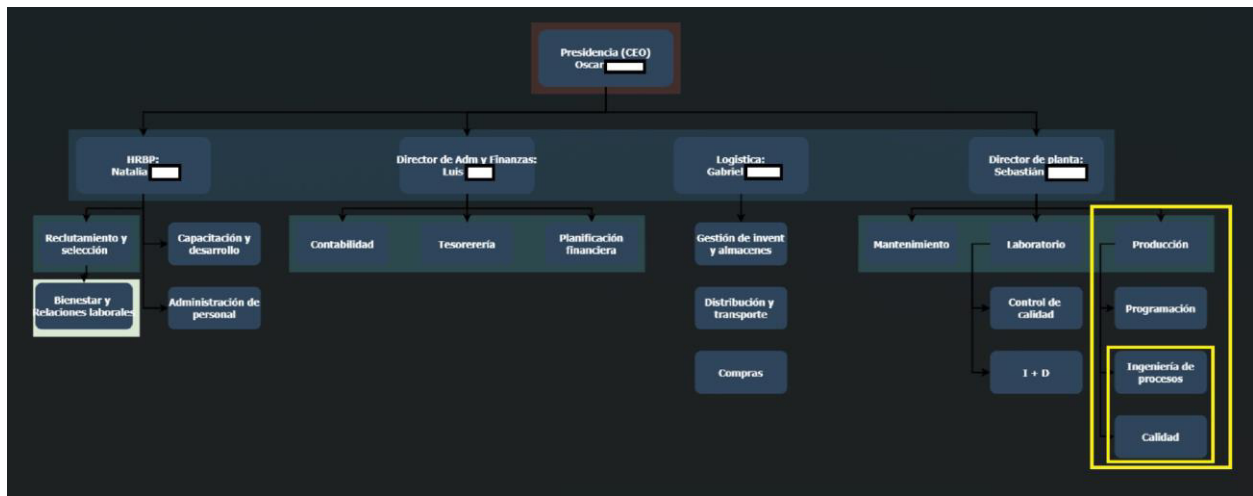 Presidencia (CEO)
Oscar
HRBP:
Natalia
Director de Adm y Finanzas:
Luis
Logistica:
Gabriel
Director de planta:
Sebastián
Reclutamiento y
selección
Capacitación y
desarrollo
Bienestar y
Relaciones laborales
Administración de
personal
Contabilidad
Tesorerería
Planificación
financiera
Gestión de invent
y almacenes
Distribución y
transporte
Compras
Mantenimiento
Laboratorio
Control de
calidad
I + D
Producción
Programación
Ingeniería de
procesos
Calidad